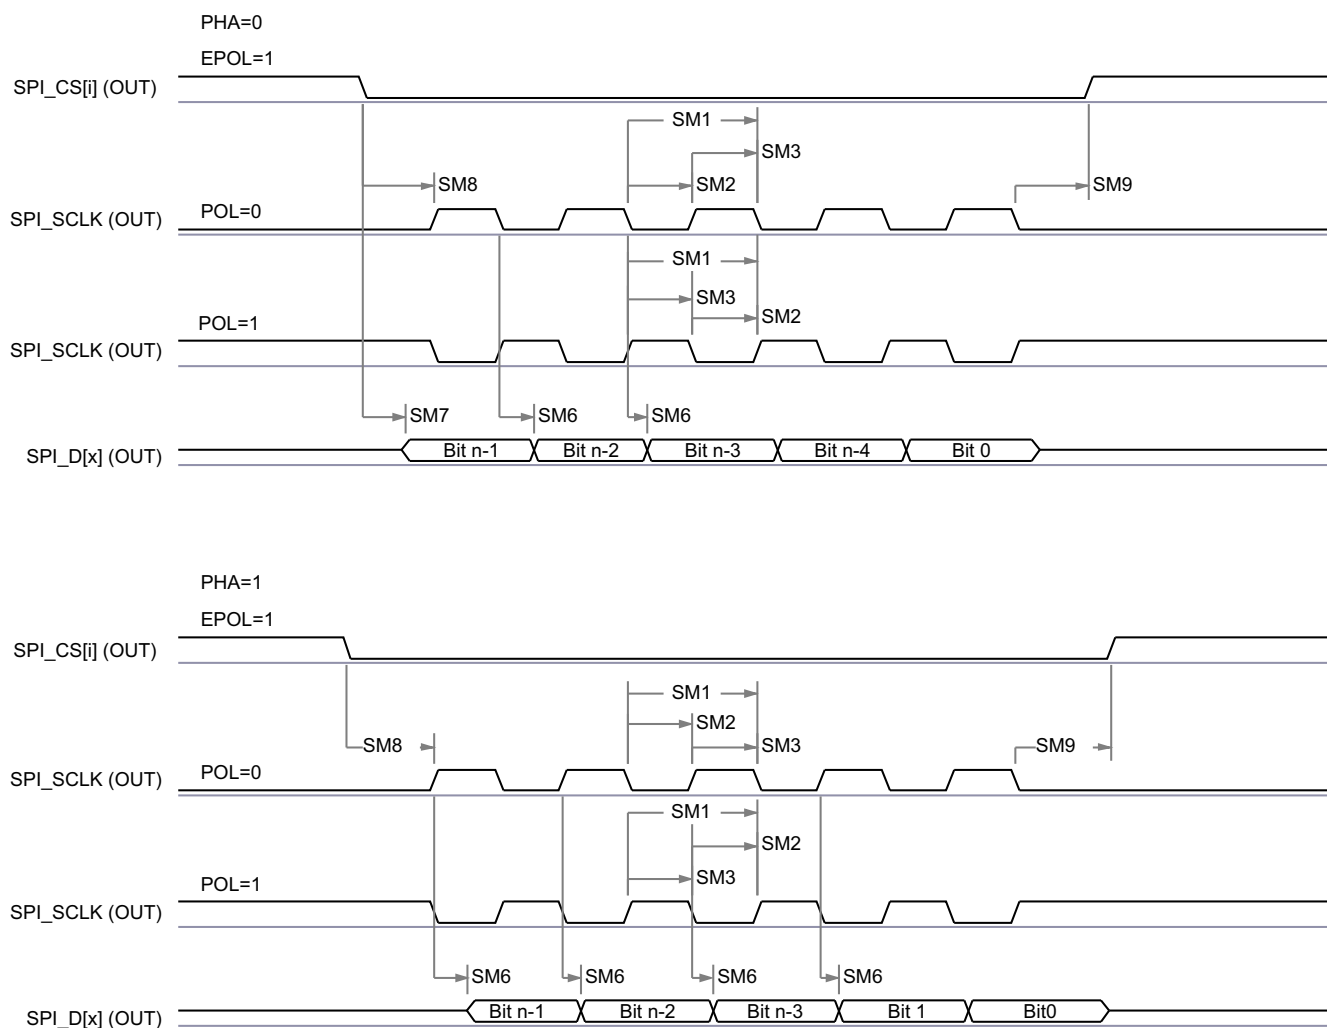 PHA=0
EPOL=1
SPI_CS[i] (OUT)
SM1
SM3
SM8 SM2 SM9
POL=0
SPI_SCLK (OUT)
SM1
SM3
SM2
POL=1
SPI_SCLK (OUT)
SM7 SM6 SM6
SPI_D[x] (OUT) Bit n-1 Bit n-2 Bit n-3 Bit n-4 Bit 0
PHA=1
EPOL=1
SPI_CS[i] (OUT)
SM1
SM2
SM8 SM3 SM9
POL=0
SPI_SCLK (OUT)
SM1
SM2
SM3
POL=1
SPI_SCLK (OUT)
SM6 SM6 SM6 SM6
SPI_D[x] (OUT) Bit n-1 Bit n-2 Bit n-3 Bit 1 Bit0